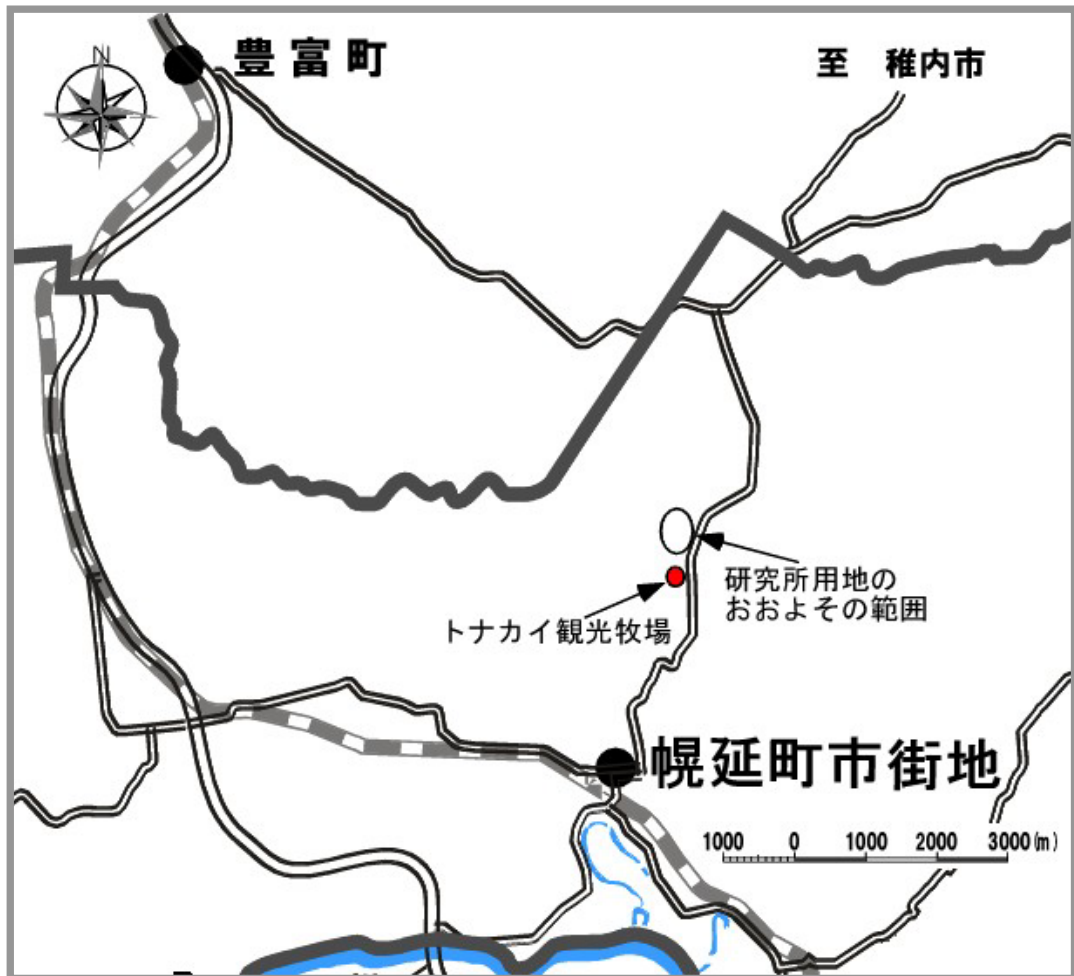 N
豊富町
至 稚内市
研究所用地の
おおよその範囲
トナカイ観光牧場
幌延町市街地
1000 0 1000 2000 3000(m)